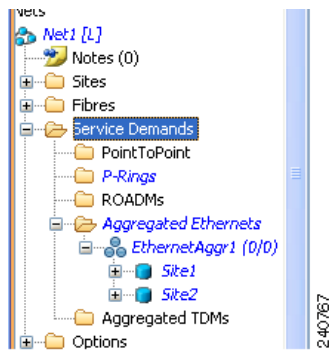 Nets
Net1 [L]
Notes (0)
Sites
Fibres
Service Demands
PointToPoint
P-Rings
ROADMs
Aggregated Ethernets
EthernetAggr1 (0/0)
Site1
Site2
Aggregated TDMs
Options
240767